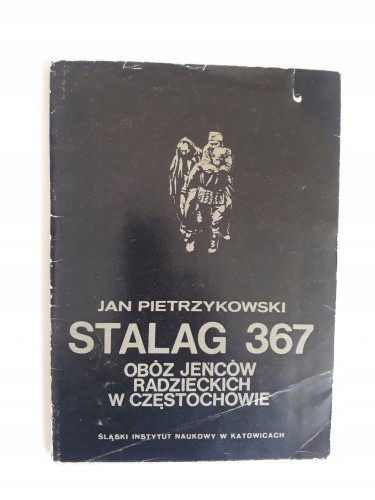 JAN PIETRZYKOWSKI
STALAG 367
OBÓZ JEŃCÓW
RADZIECKICH
W CZĘSTOCHOWIE
ŚLĄSKI INSTYTUT NAUKOWY W KATOWICACH